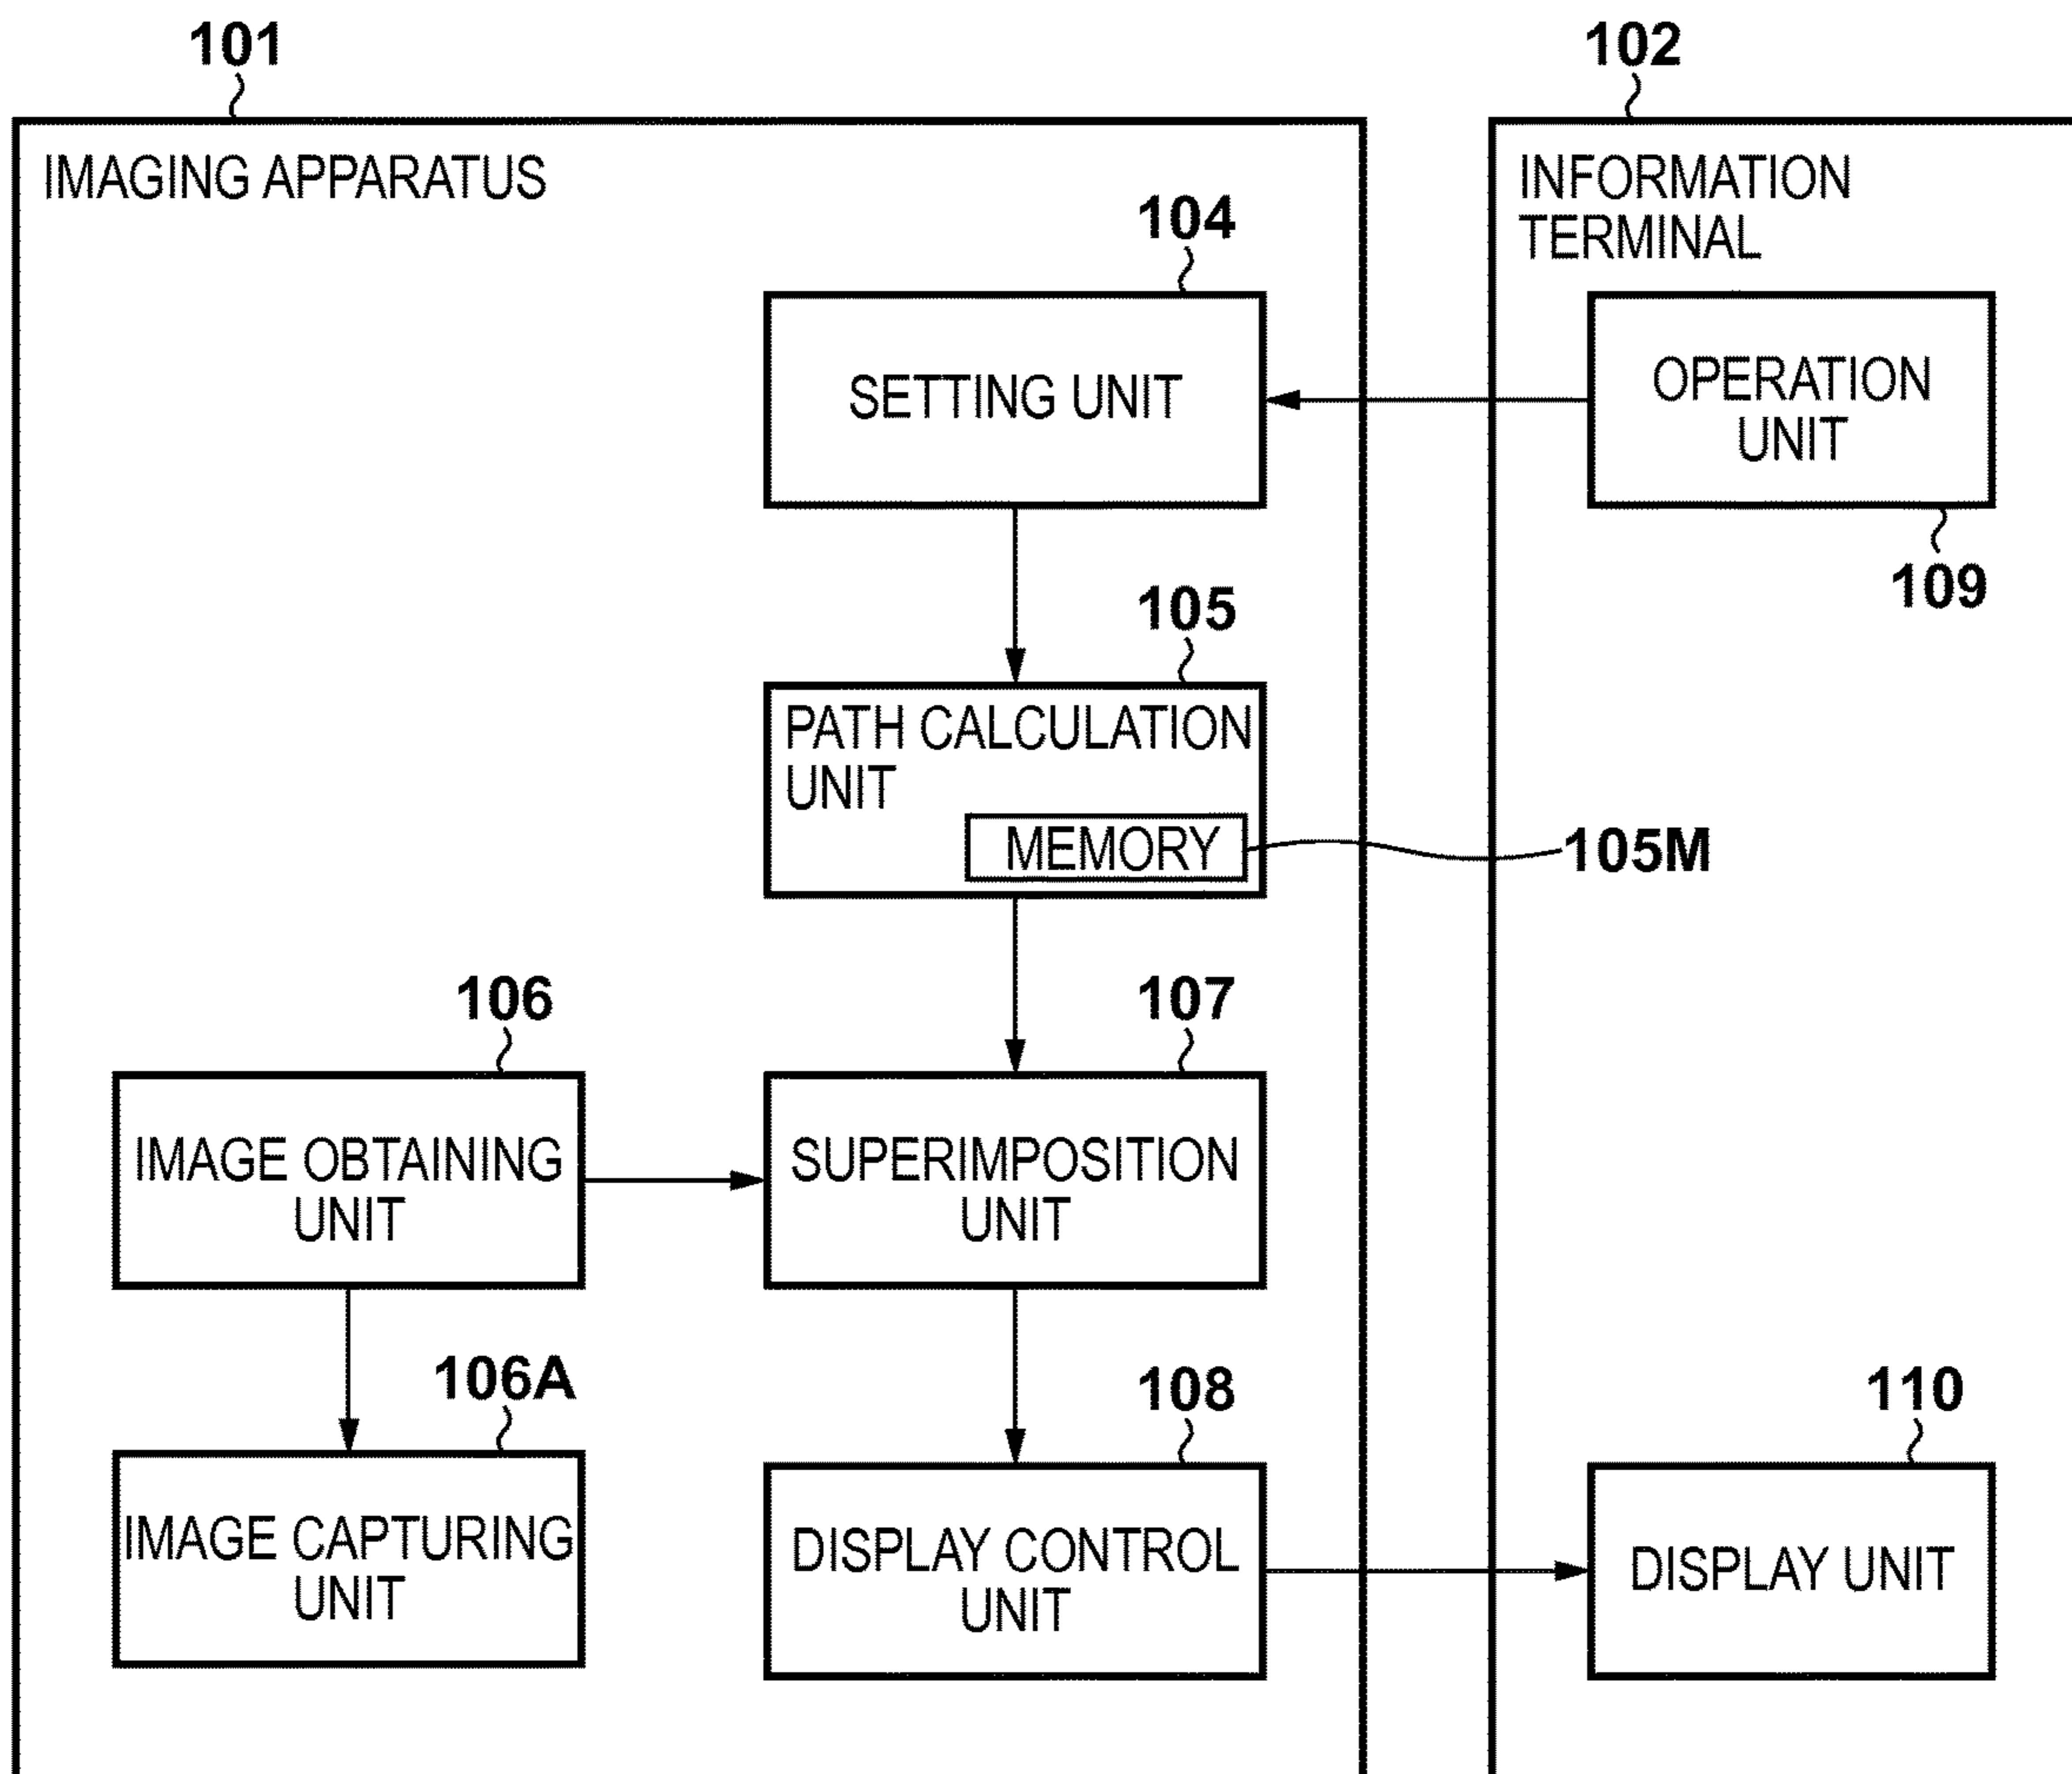 101
102
IMAGING APPARATUS
INFORMATION
TERMINAL
104
SETTING UNIT
OPERATION
UNIT
109
105
PATH CALCULATION
UNIT
MEMORY
105M
106
107
IMAGE OBTAINING
UNIT
SUPERIMPOSITION
UNIT
106A
108
110
IMAGE CAPTURING
UNIT
DISPLAY CONTROL
UNIT
DISPLAY UNIT